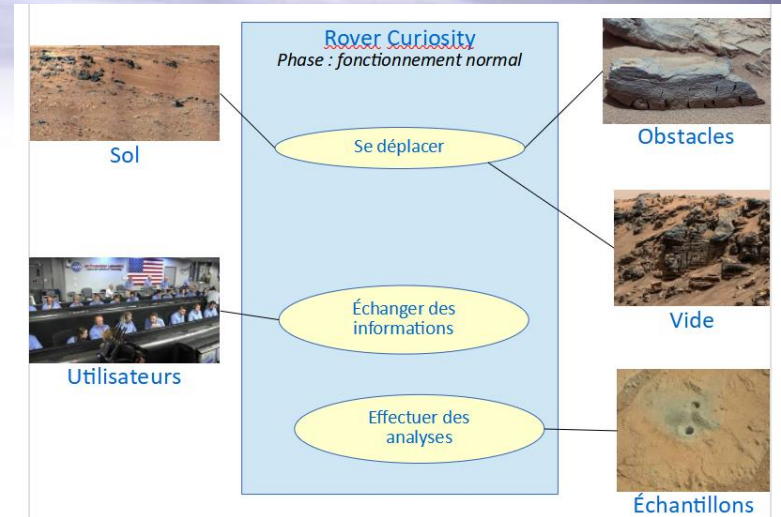 Rover Curiosity
Phase : fonctionnement normal
Sol
Se déplacer
Obstacles
Échanger des
informations
Vide
Utilisateurs
Effectuer des
analyses
Échantillons